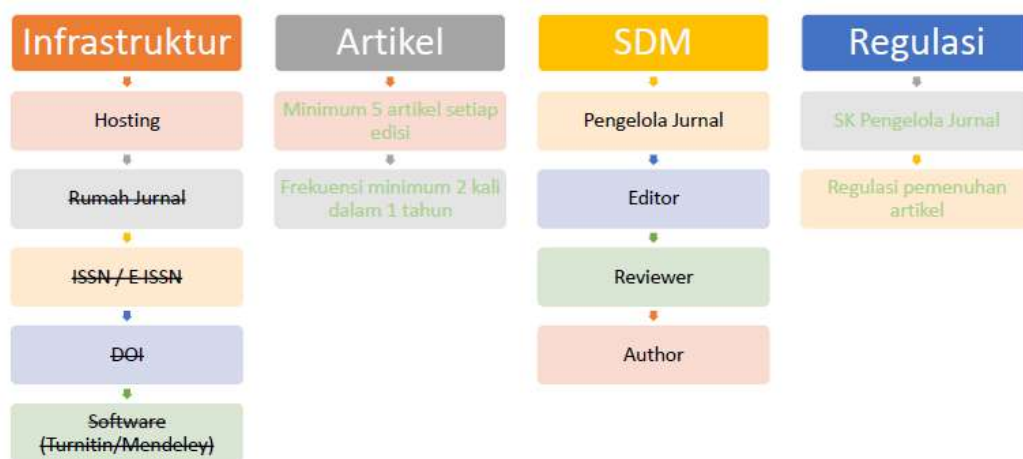 Infrastruktur
Hosting
Rumah Jurnal
ISSN / E ISSN
DOI
Software
(Turnitin/Mendeley)
Artikel
Minimum 5 artikel setiap
edisi
Frekuensi minimum 2 kali
dalam 1 tahun
SDM
Pengelola Jurnal
Editor
Reviewer
Author
Regulasi
SK Pengelola Jurnal
Regulasi pemenuhan
artikel